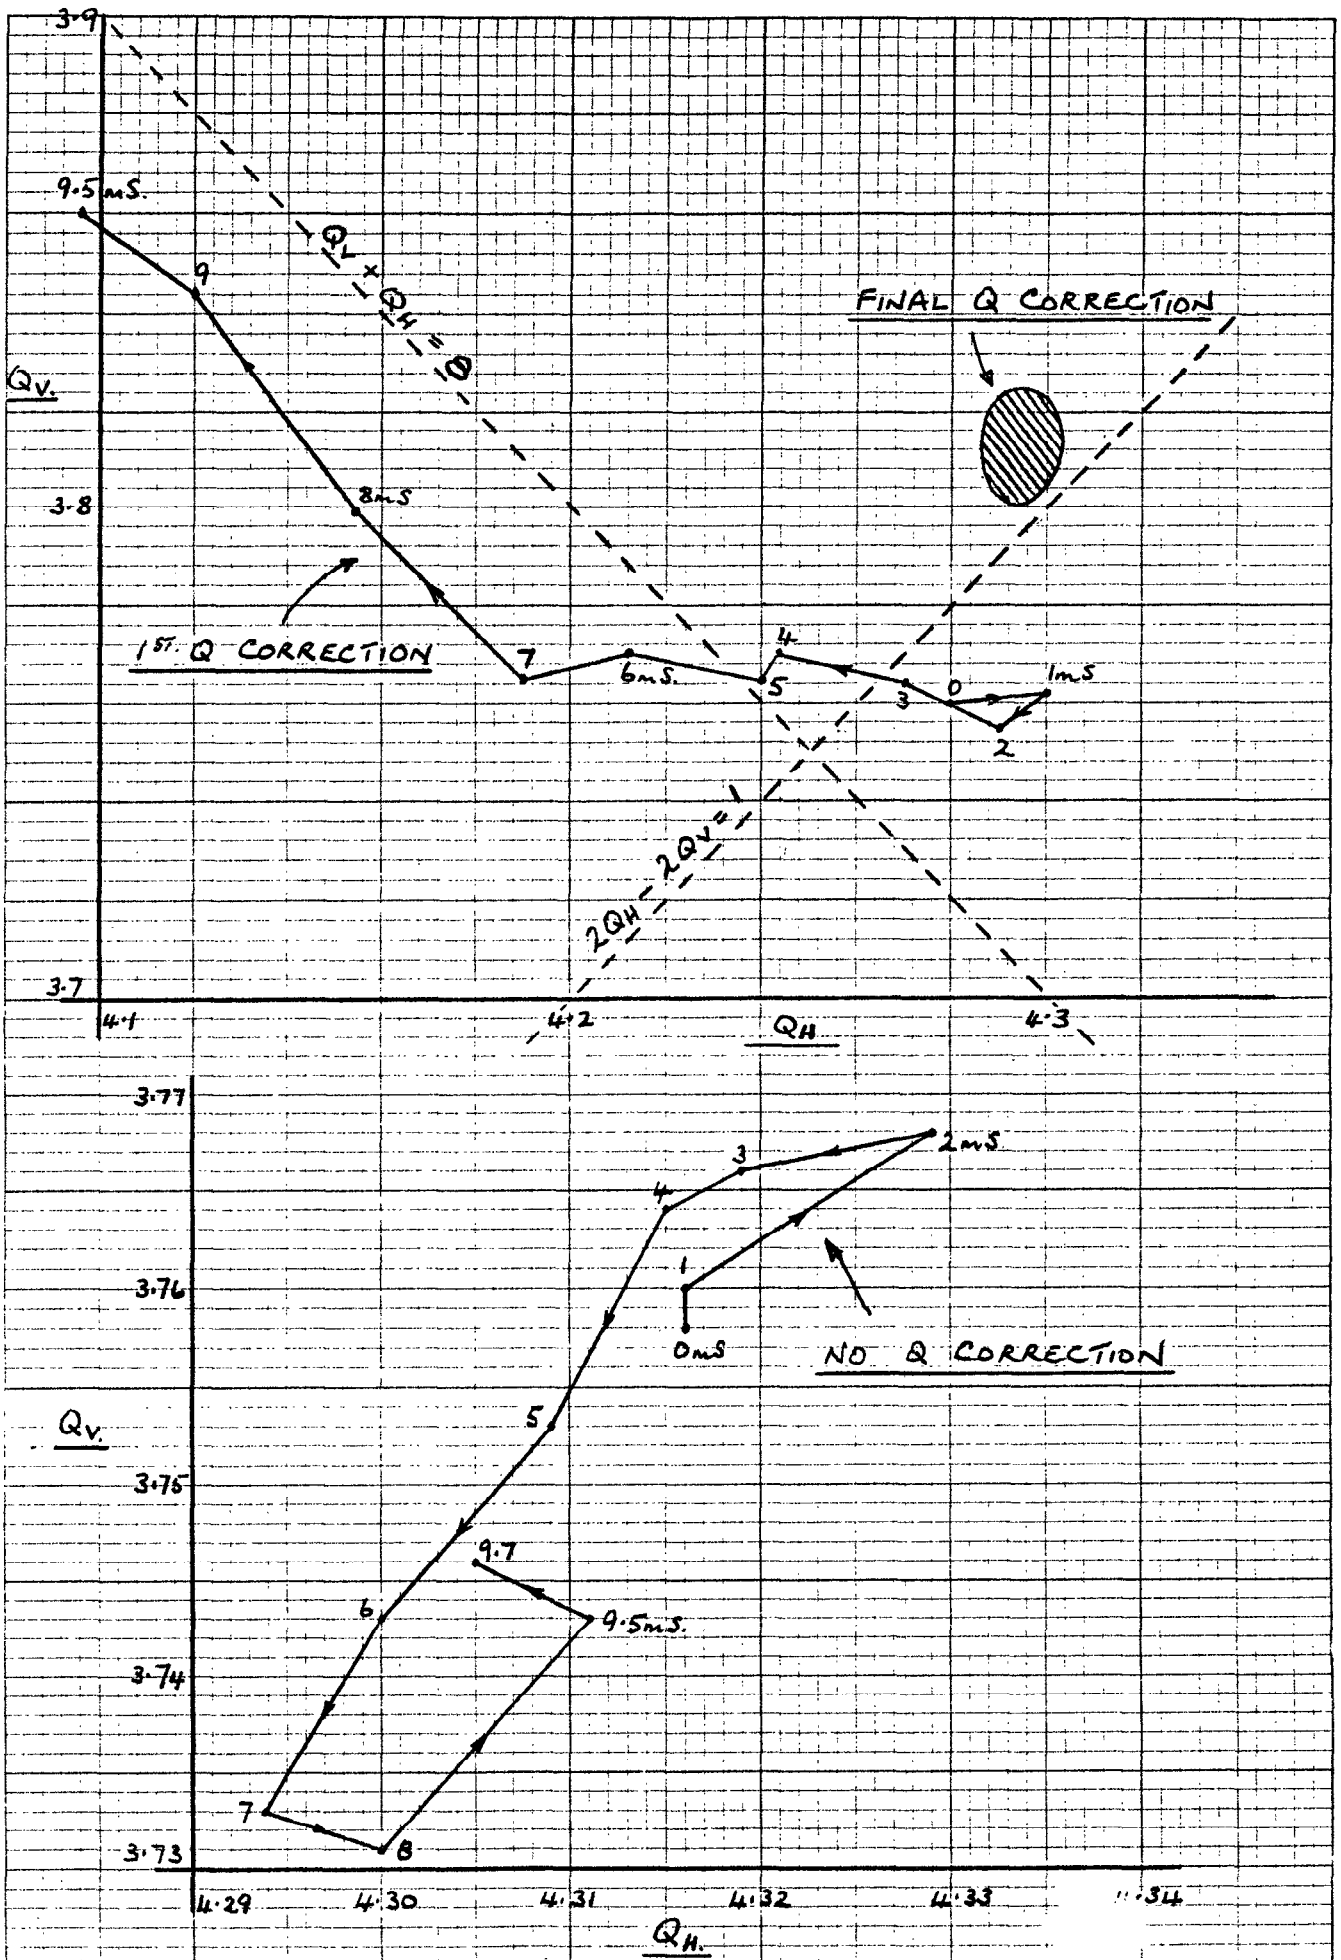 3.9
9.5mS.
9
QL + QH = 8
FINAL Q CORRECTION
Qv.
8mS
3.8
1ST. Q CORRECTION
7
6mS.
4
5
3
0
1mS
2
2QH - 2Qv = 1
3.7
4.1
4.2
QH
4.3
3.77
2mS
3
4
1
3.76
0mS
NO Q CORRECTION
Qv.
5
3.75
9.7
6
9.5mS.
3.74
7
8
3.73
4.29
4.30
4.31
4.32
4.33
4.34
QH.